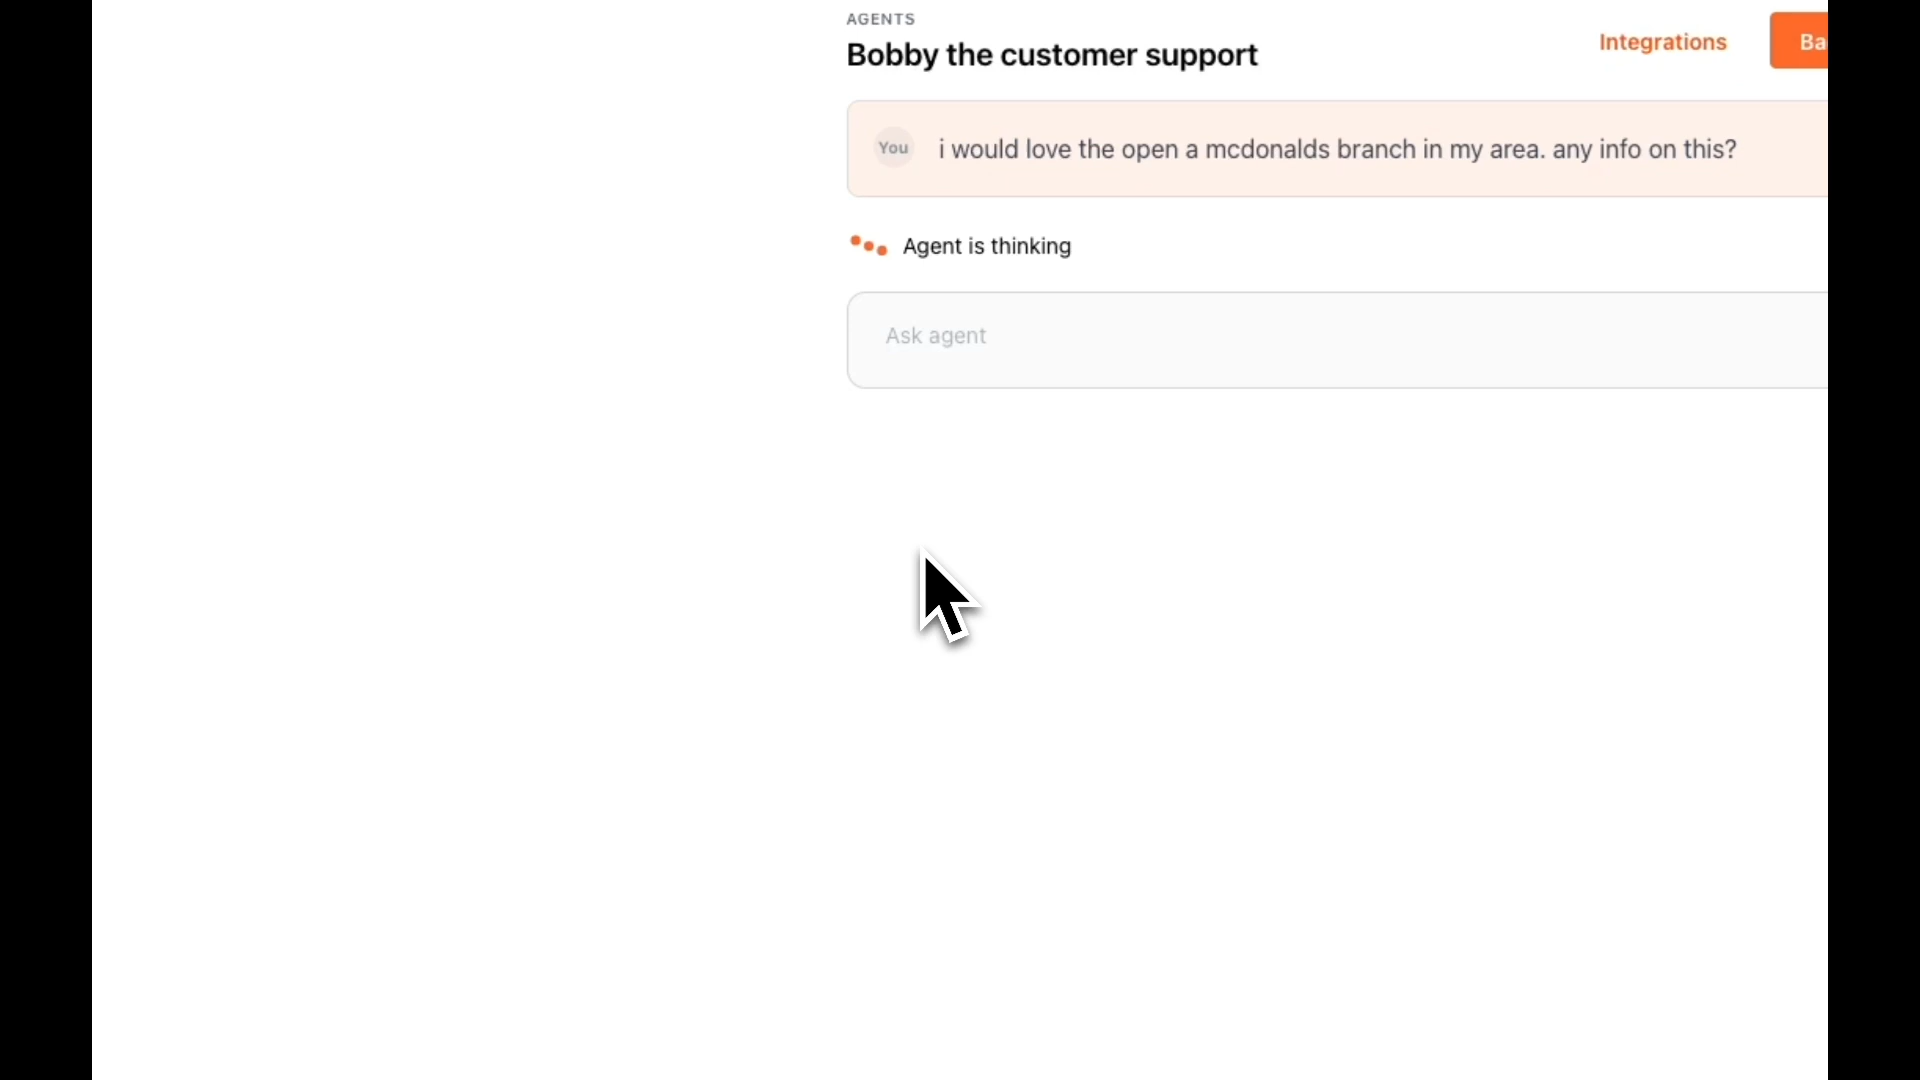 AGENTS
Bobby the customer support
Integrations
Ba
You
i would love the open a mcdonalds branch in my area. any info on this?
Agent is thinking
Ask agent